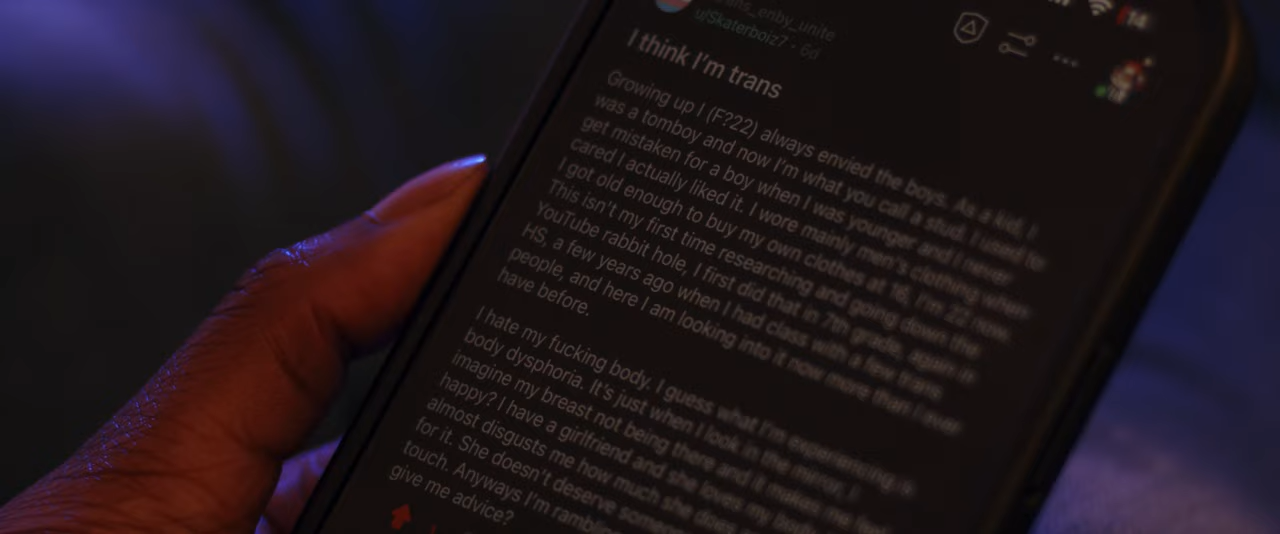 14
u/Skaterboiz7 • 6d
I think I'm trans
18
Growing up I (F?22) always envied the boys. As a kid, I
was a tomboy and now I'm what you call a stud. I used to
get mistaken for a boy when I was younger and I never
cared I actually liked it. I wore mainly men's clothing when
I got old enough to buy my own clothes at 16, I'm 22 now.
This isn't my first time researching and going down the
YouTube rabbit hole, I first did that in 7th grade, again in
HS, a few years ago when I had class with a few trans
people, and here I am looking into it now more than I ever
have before.
I hate my fucking body. I guess what I'm experiencing is
body dysphoria. It's just when I look in the mirror, I
imagine my breast not being there and it makes me feel
happy? I have a girlfriend and she loves my body
almost disgusts me how much she does
for it. She doesn't deserve someone
touch. Anyways I'm rambling
give me advice?